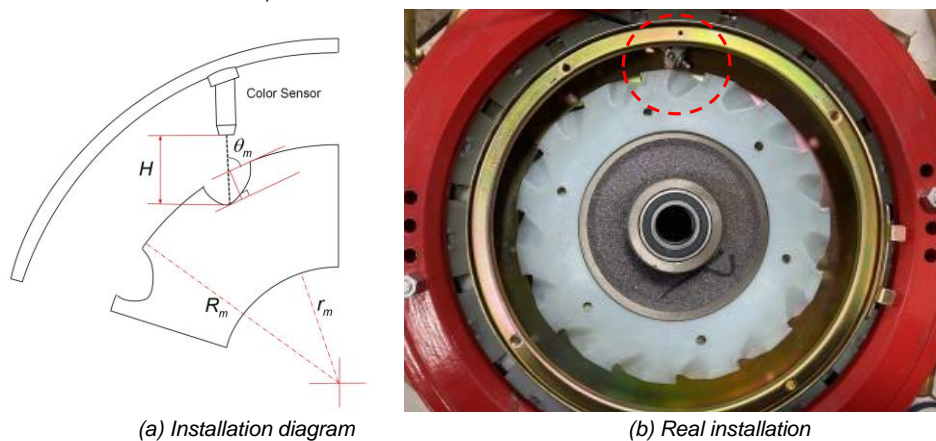 Color Sensor
θm
H
Rm
rm
(a) Installation diagram
(b) Real installation